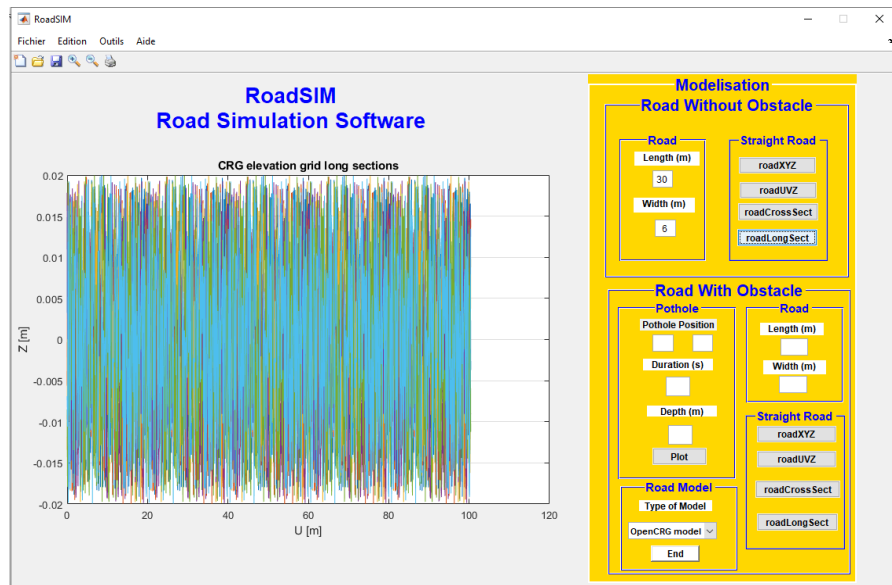 RoadSIM
Fichier Edition Outils Aide
RoadSIM
Road Simulation Software
CRG elevation grid long sections
0.02
0.015
0.01
0.005
0
-0.005
-0.01
-0.015
-0.02
Z [m]
0 20 40 60 80 100 120
U [m]
Modelisation
Road Without Obstacle
Road
Length (m)
30
Width (m)
6
Straight Road
roadXYZ
roadUVZ
roadCrossSect
roadLongSect
Road With Obstacle
Pothole
Pothole Position
Duration (s)
Depth (m)
Plot
Road
Length (m)
Width (m)
Straight Road
roadXYZ
roadUVZ
roadCrossSect
roadLongSect
Road Model
Type of Model
OpenCRG model
End